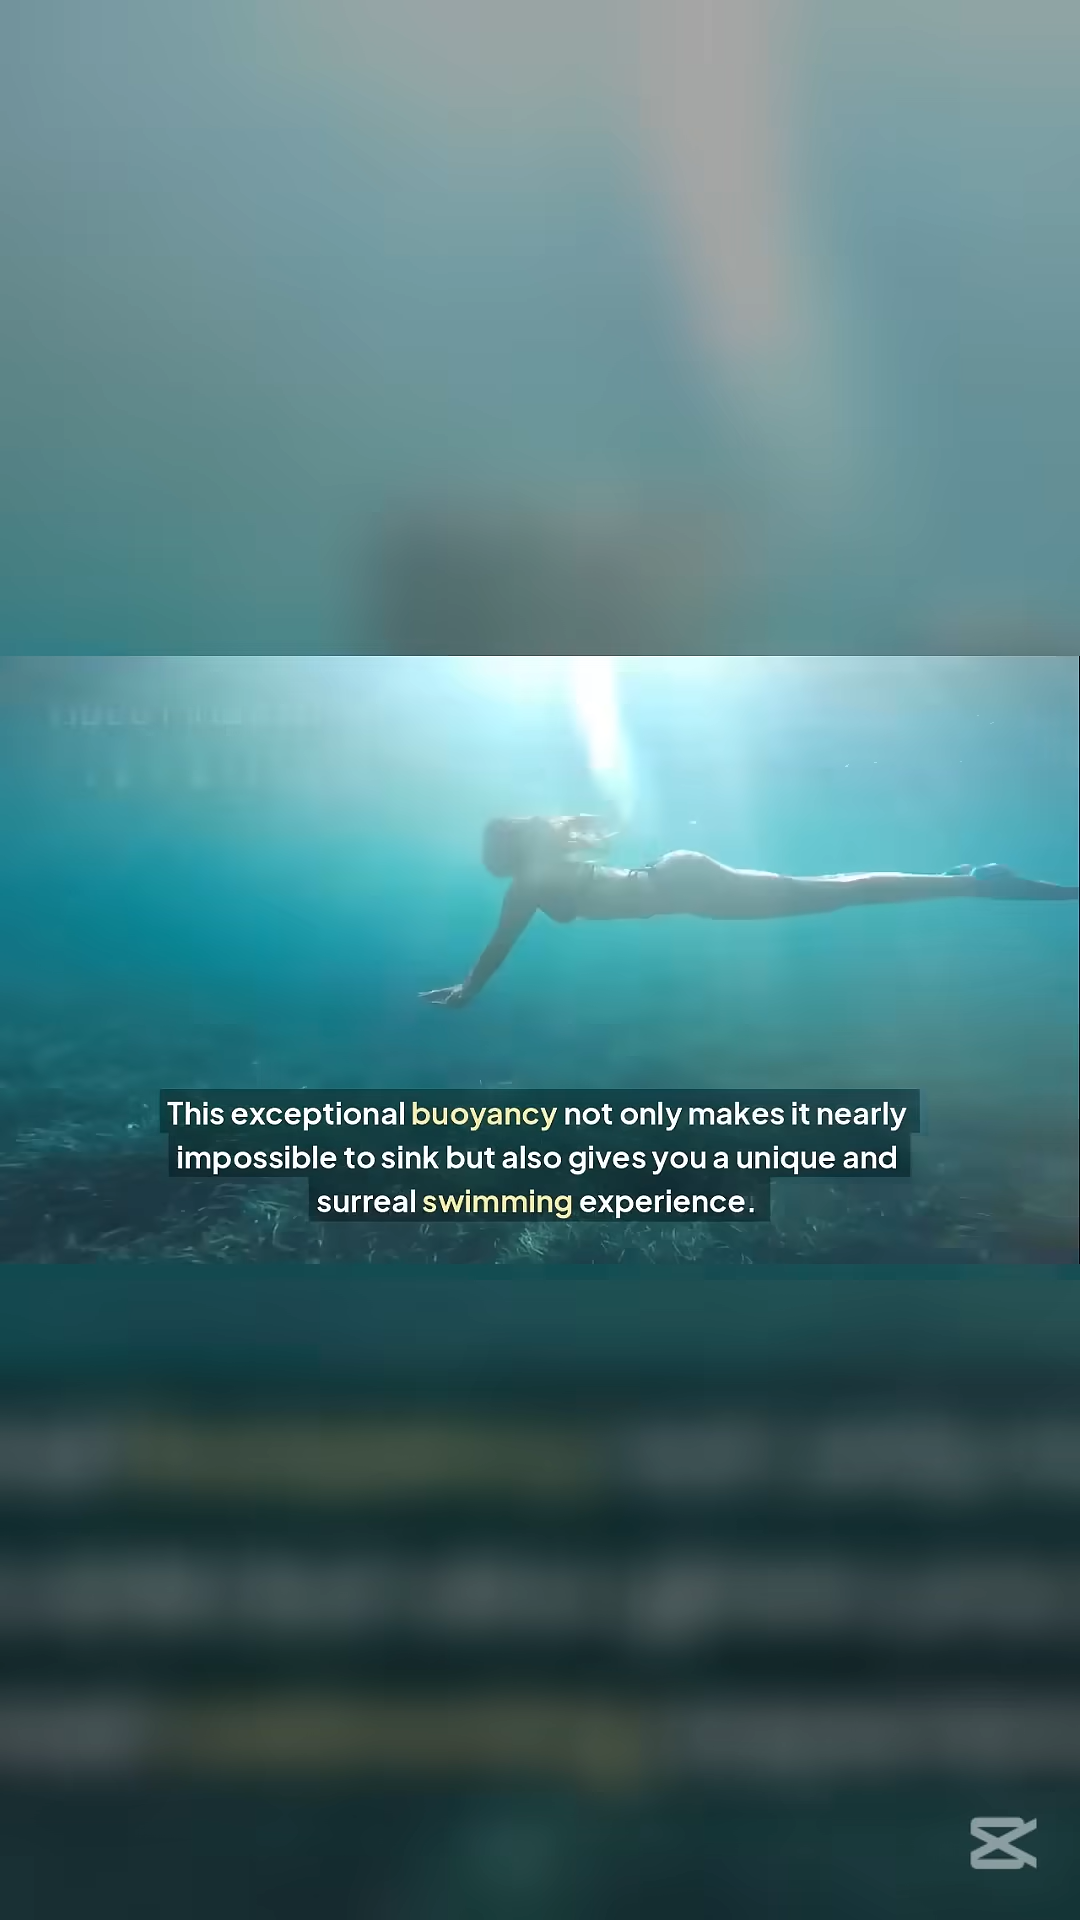 This exceptional buoyancy not only makes it nearly
impossible to sink but also gives you a unique and
surreal swimming experience.